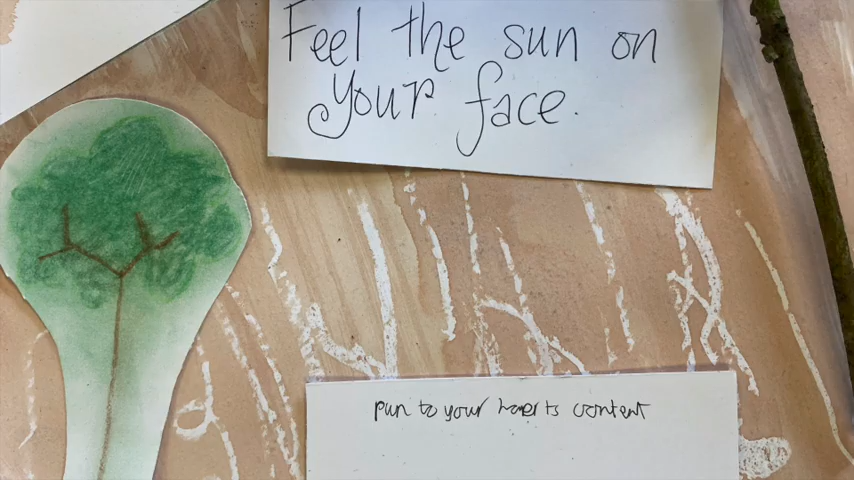 Feel the sun on
your face.
run to your hearts content